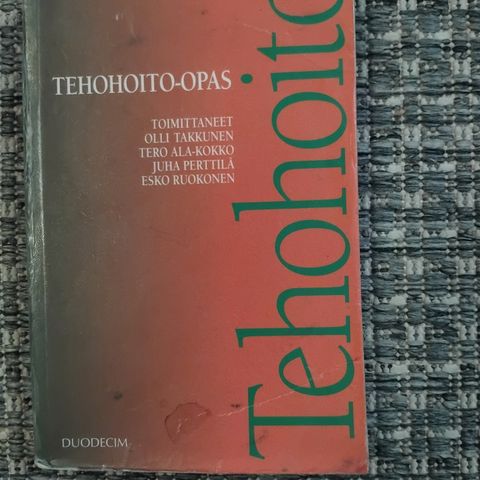 TEHOHOITO-OPAS
TOIMITTANEET
OLLI TAKKUNEN
TERO ALA-KOKKO
JUHA PERTTILÄ
ESKO RUOKONEN
Tehohoito
DUODECIM